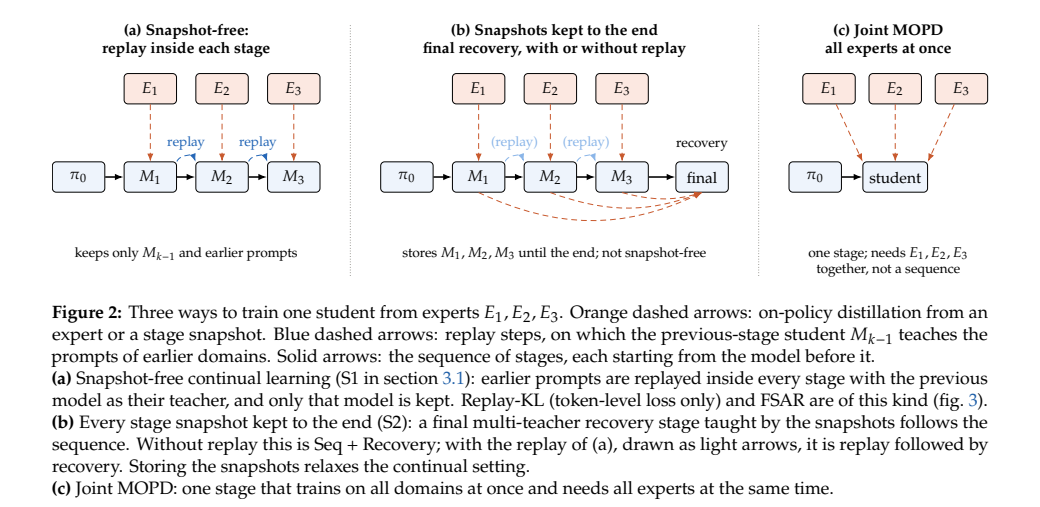 (a) Snapshot-free:
replay inside each stage
E₁ E₂ E₃
replay replay
π₀ M₁ M₂ M₃
keeps only Mₖ₋₁ and earlier prompts
(b) Snapshots kept to the end
final recovery, with or without replay
E₁ E₂ E₃
(replay) (replay) recovery
π₀ M₁ M₂ M₃ final
stores M₁, M₂, M₃ until the end; not snapshot-free
(c) Joint MOPD
all experts at once
E₁ E₂ E₃
π₀ student
one stage; needs E₁, E₂, E₃
together, not a sequence
Figure 2: Three ways to train one student from experts E₁, E₂, E₃. Orange dashed arrows: on-policy distillation from an
expert or a stage snapshot. Blue dashed arrows: replay steps, on which the previous-stage student Mₖ₋₁ teaches the
prompts of earlier domains. Solid arrows: the sequence of stages, each starting from the model before it.
(a) Snapshot-free continual learning (S1 in section 3.1): earlier prompts are replayed inside every stage with the previous
model as their teacher, and only that model is kept. Replay-KL (token-level loss only) and FSAR are of this kind (fig. 3).
(b) Every stage snapshot kept to the end (S2): a final multi-teacher recovery stage taught by the snapshots follows the
sequence. Without replay this is Seq + Recovery; with the replay of (a), drawn as light arrows, it is replay followed by
recovery. Storing the snapshots relaxes the continual setting.
(c) Joint MOPD: one stage that trains on all domains at once and needs all experts at the same time.